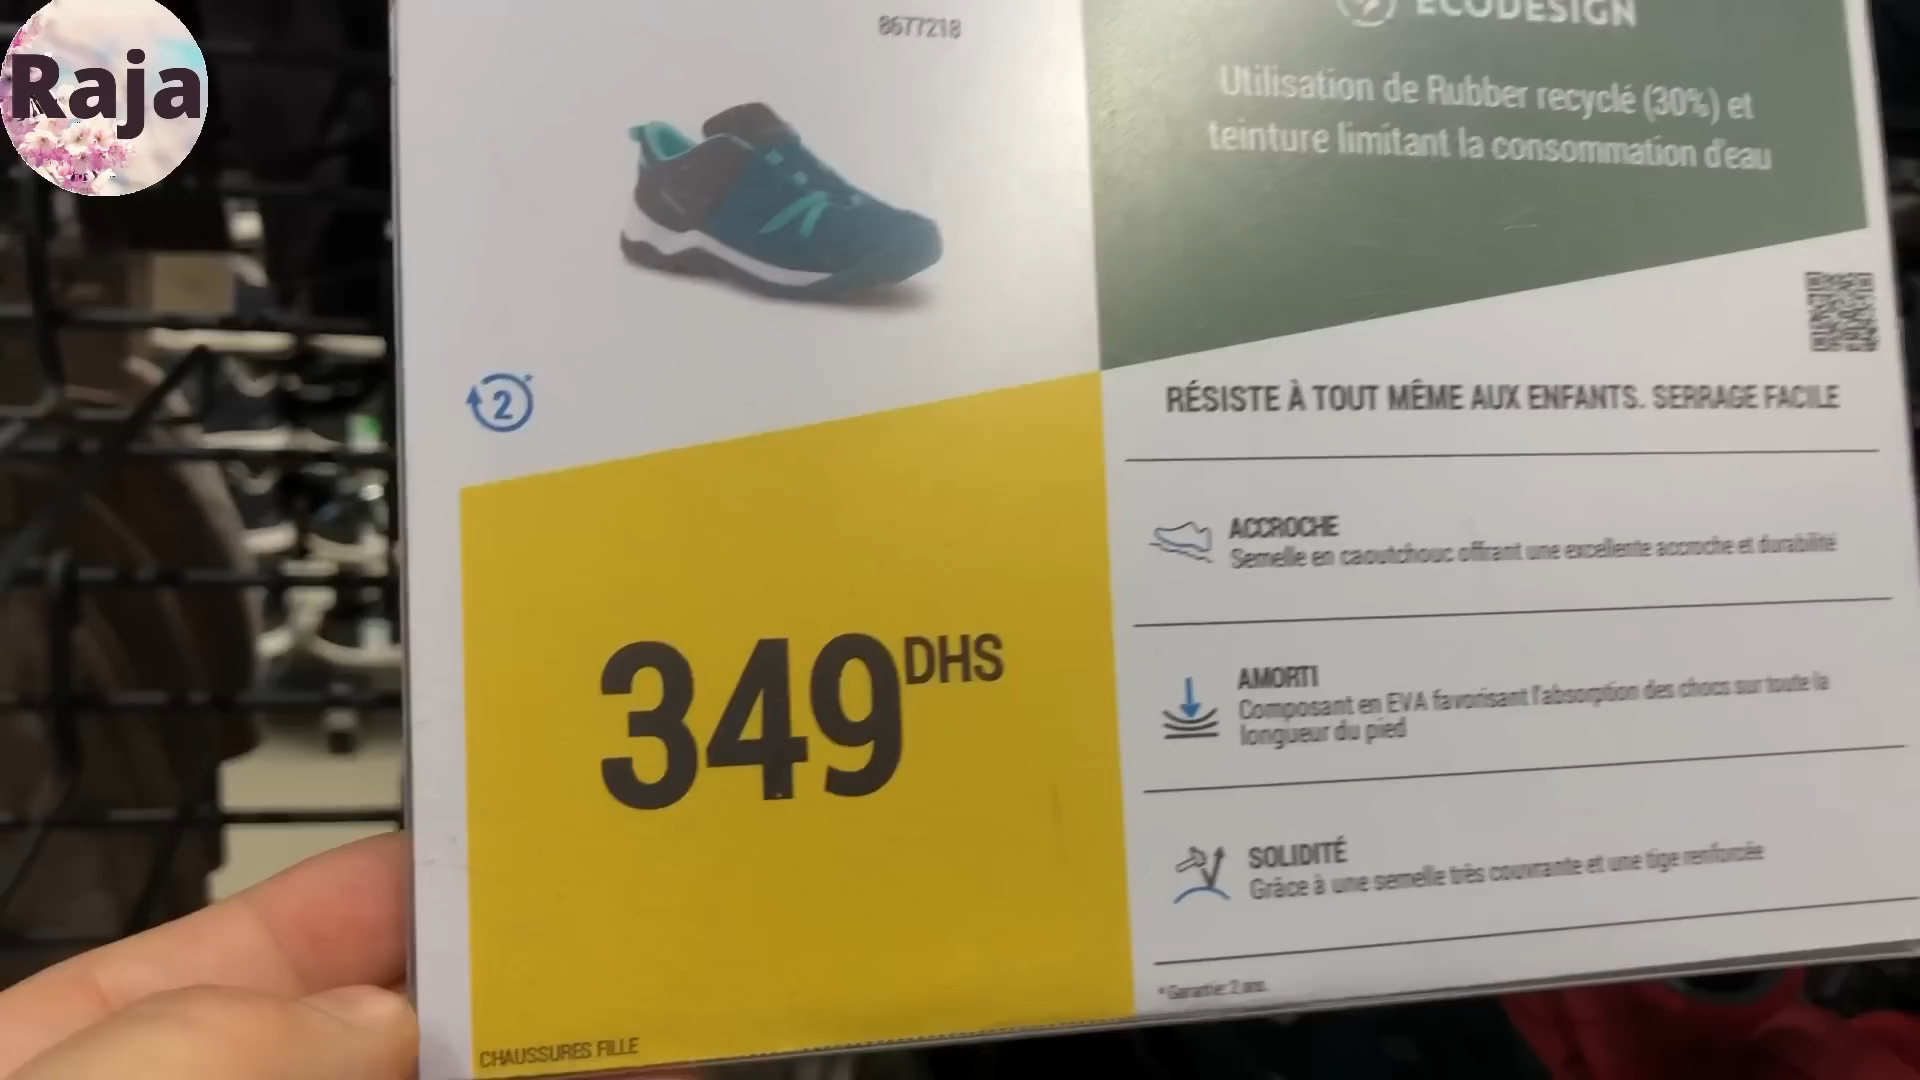 Raja
8677218
ECODESIGN
Utilisation de Rubber recyclé (30%) et
teinture limitant la consommation d'eau
2
RÉSISTE À TOUT MÊME AUX ENFANTS. SERRAGE FACILE
ACCROCHE
Semelle en caoutchouc offrant une excellente accroche et durabilité
349 DHS
AMORTI
Composant en EVA favorisant l'absorption des chocs sur toute la
longueur du pied
SOLIDITÉ
Grâce à une semelle très couvrante et une tige renforcée
* Garantie: 2 ans.
CHAUSSURES FILLE